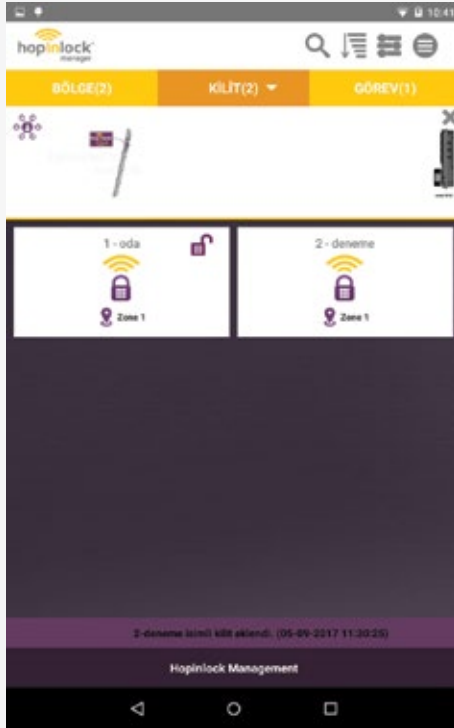 10:41
hopinlock
manager
BÖLGE(2)
KİLİT(2)
GÖREV(1)
1 - oda
2 - deneme
Zone 1
Zone 1
2-deneme isimli kilit eklendi. (05-09-2017 11:30:25)
Hopinlock Management